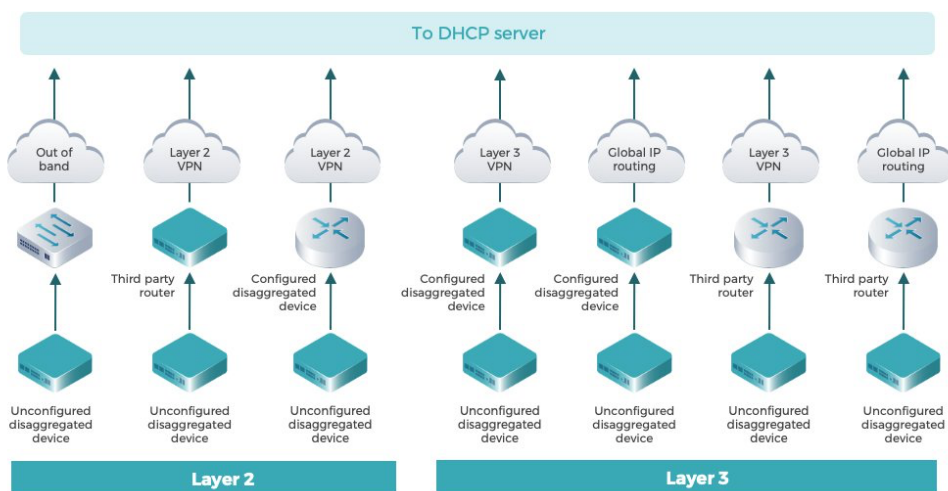 To DHCP server
Out of
band
Layer 2
VPN
Layer 2
VPN
Layer 3
VPN
Global IP
routing
Layer 3
VPN
Global IP
routing
Third party
router
Configured
disaggregated
device
Configured
disaggregated
device
Configured
disaggregated
device
Third party
router
Third party
router
Unconfigured
disaggregated
device
Unconfigured
disaggregated
device
Unconfigured
disaggregated
device
Unconfigured
disaggregated
device
Unconfigured
disaggregated
device
Unconfigured
disaggregated
device
Unconfigured
disaggregated
device
Layer 2
Layer 3